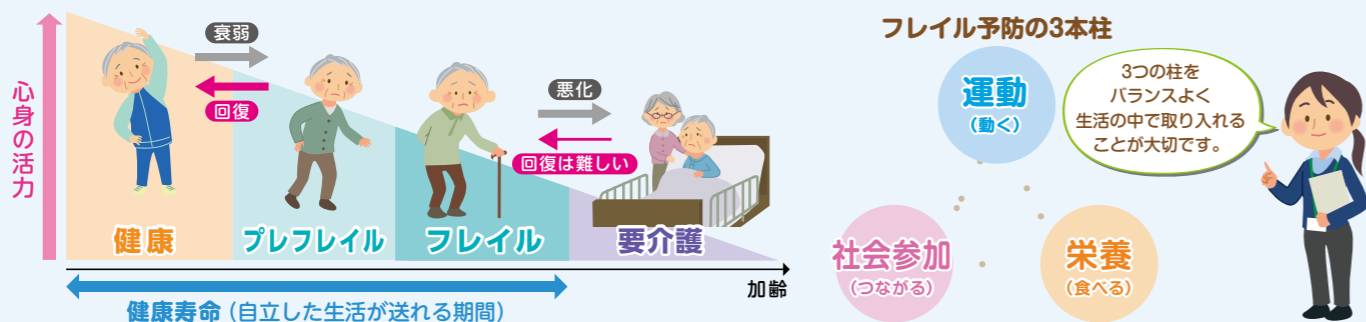 心身の活力
衰弱
回復
悪化
回復は難しい
健康
プレフレイル
フレイル
要介護
加齢
健康寿命（自立した生活が送れる期間）
フレイル予防の3本柱
運動
（動く）
3つの柱を
バランスよく
生活の中で取り入れる
ことが大切です。
社会参加
（つながる）
栄養
（食べる）